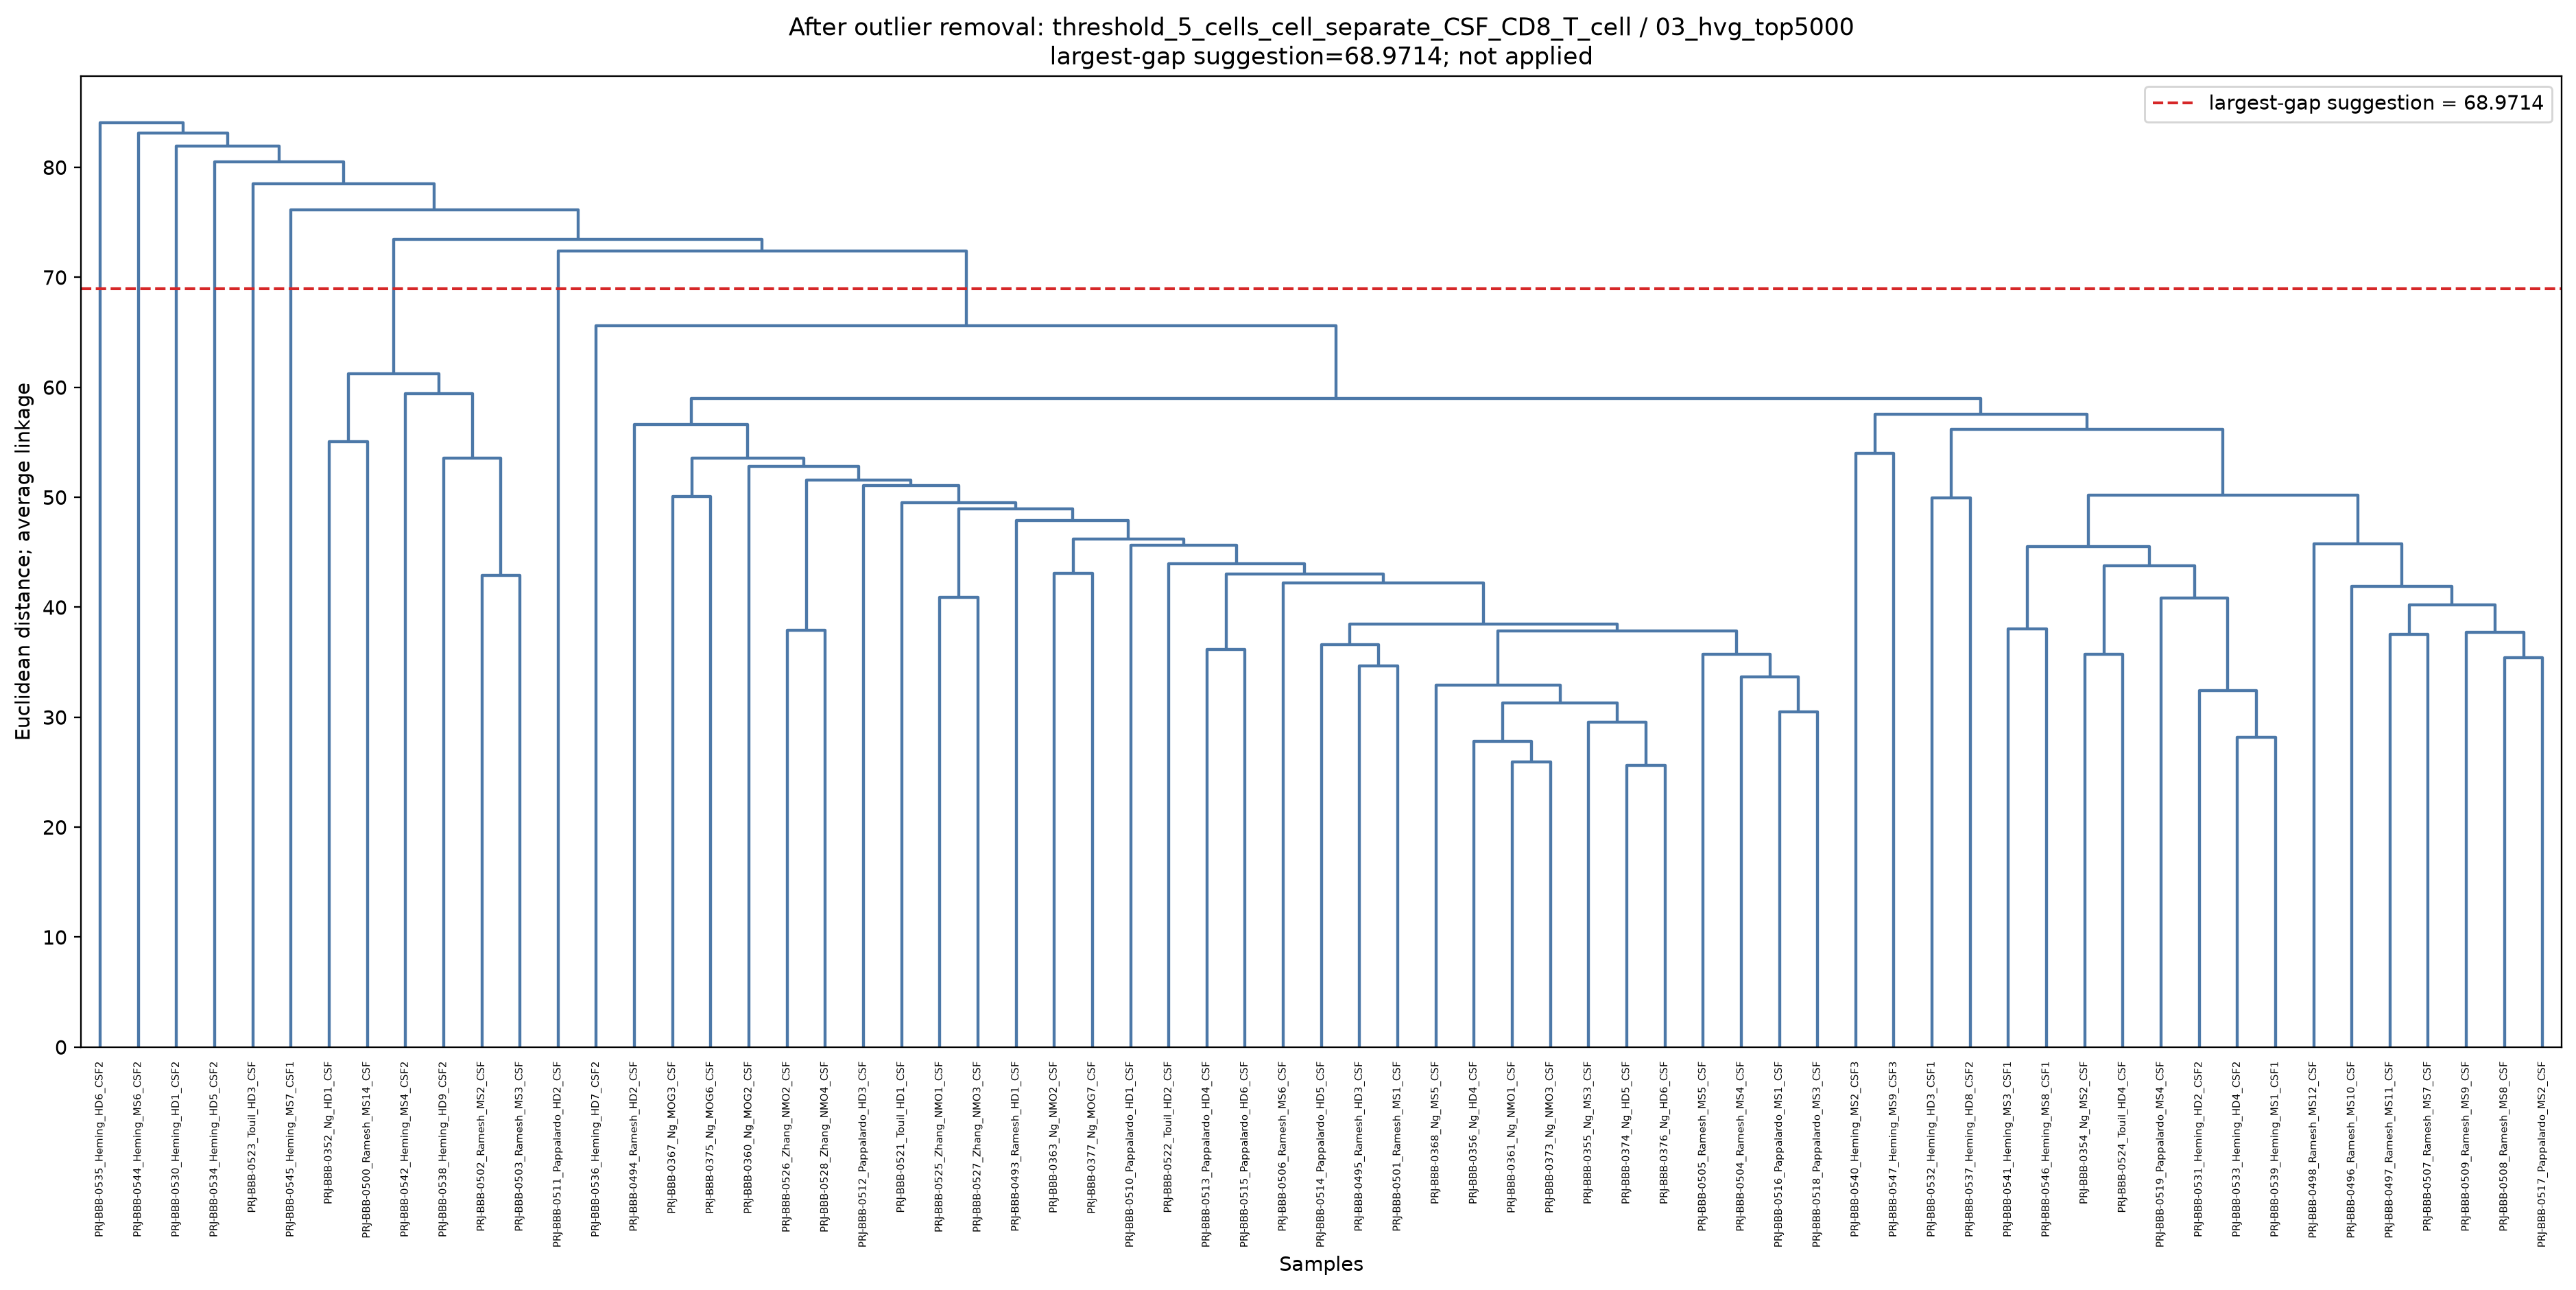 After outlier removal: threshold_5_cells_cell_separate_CSF_CD8_T_cell / 03_hvg_top5000
largest-gap suggestion=68.9714; not applied
largest-gap suggestion = 68.9714
Euclidean distance; average linkage
80
70
60
50
40
30
20
10
0
PRJ-BBB-0535_Heming_HD6_CSF2
PRJ-BBB-0544_Heming_MS6_CSF2
PRJ-BBB-0530_Heming_HD1_CSF2
PRJ-BBB-0534_Heming_HD5_CSF2
PRJ-BBB-0523_Touil_HD3_CSF
PRJ-BBB-0545_Heming_MS7_CSF1
PRJ-BBB-0352_Ng_HD1_CSF
PRJ-BBB-0500_Ramesh_MS14_CSF
PRJ-BBB-0542_Heming_MS4_CSF2
PRJ-BBB-0538_Heming_HD9_CSF2
PRJ-BBB-0502_Ramesh_MS2_CSF
PRJ-BBB-0503_Ramesh_MS3_CSF
PRJ-BBB-0511_Pappalardo_HD2_CSF
PRJ-BBB-0536_Heming_HD7_CSF2
PRJ-BBB-0494_Ramesh_HD2_CSF
PRJ-BBB-0367_Ng_MOG3_CSF
PRJ-BBB-0375_Ng_MOG6_CSF
PRJ-BBB-0360_Ng_MOG2_CSF
PRJ-BBB-0526_Zhang_NMO2_CSF
PRJ-BBB-0528_Zhang_NMO4_CSF
PRJ-BBB-0512_Pappalardo_HD3_CSF
PRJ-BBB-0521_Touil_HD1_CSF
PRJ-BBB-0525_Zhang_NMO1_CSF
PRJ-BBB-0527_Zhang_NMO3_CSF
PRJ-BBB-0493_Ramesh_HD1_CSF
PRJ-BBB-0363_Ng_NMO2_CSF
PRJ-BBB-0377_Ng_MOG7_CSF
PRJ-BBB-0510_Pappalardo_HD1_CSF
PRJ-BBB-0522_Touil_HD2_CSF
PRJ-BBB-0513_Pappalardo_HD4_CSF
PRJ-BBB-0515_Pappalardo_HD6_CSF
PRJ-BBB-0506_Ramesh_MS6_CSF
PRJ-BBB-0514_Pappalardo_HD5_CSF
PRJ-BBB-0495_Ramesh_HD3_CSF
PRJ-BBB-0501_Ramesh_MS1_CSF
PRJ-BBB-0368_Ng_MS5_CSF
PRJ-BBB-0356_Ng_HD4_CSF
PRJ-BBB-0361_Ng_NMO1_CSF
PRJ-BBB-0373_Ng_NMO3_CSF
PRJ-BBB-0355_Ng_MS3_CSF
PRJ-BBB-0374_Ng_HD5_CSF
PRJ-BBB-0376_Ng_HD6_CSF
PRJ-BBB-0505_Ramesh_MS5_CSF
PRJ-BBB-0504_Ramesh_MS4_CSF
PRJ-BBB-0516_Pappalardo_MS1_CSF
PRJ-BBB-0518_Pappalardo_MS3_CSF
PRJ-BBB-0540_Heming_MS2_CSF3
PRJ-BBB-0547_Heming_MS9_CSF3
PRJ-BBB-0532_Heming_HD3_CSF1
PRJ-BBB-0537_Heming_HD8_CSF2
PRJ-BBB-0541_Heming_MS3_CSF1
PRJ-BBB-0546_Heming_MS8_CSF1
PRJ-BBB-0354_Ng_MS2_CSF
PRJ-BBB-0524_Touil_HD4_CSF
PRJ-BBB-0519_Pappalardo_MS4_CSF
PRJ-BBB-0531_Heming_HD2_CSF2
PRJ-BBB-0533_Heming_HD4_CSF2
PRJ-BBB-0539_Heming_MS1_CSF1
PRJ-BBB-0498_Ramesh_MS12_CSF
PRJ-BBB-0496_Ramesh_MS10_CSF
PRJ-BBB-0497_Ramesh_MS11_CSF
PRJ-BBB-0507_Ramesh_MS7_CSF
PRJ-BBB-0509_Ramesh_MS9_CSF
PRJ-BBB-0508_Ramesh_MS8_CSF
PRJ-BBB-0517_Pappalardo_MS2_CSF
Samples